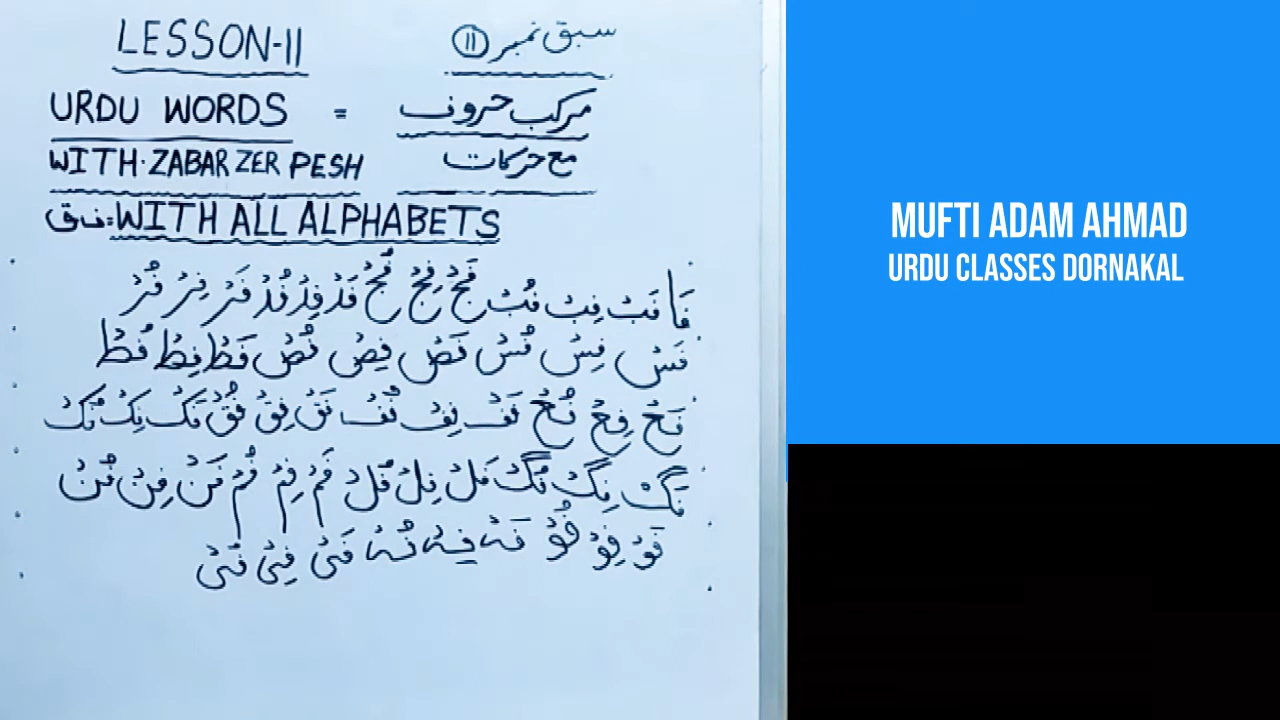 LESSON-11 سبق نمبر ۱۱
URDU WORDS = مرکب حروف
WITH ZABAR ZER PESH مع حرکات
ف ق = WITH ALL ALPHABETS
فَا فَبْ فِبْ فُبْ فَجْ فِجْ فُجْ فَدْ فِدْ فُدْ فَرْ فِرْ فُرْ
فَسْ فِسْ فُسْ فَصْ فِصْ فُصْ فَطْ فِطْ فُطْ
فَعْ فِعْ فُعْ فَفْ فِفْ فُفْ فَقْ فِقْ فُقْ فَکْ فِکْ فُکْ
فَگْ فِگْ فُگْ فَلْ فِلْ فُلْ فَمْ فِمْ فُمْ فَنْ فِنْ فُنْ
فَوْ فِوْ فُوْ فَہْ فِہْ فُہْ فَیْ فِیْ فُیْ
MUFTI ADAM AHMAD
URDU CLASSES DORNAKAL